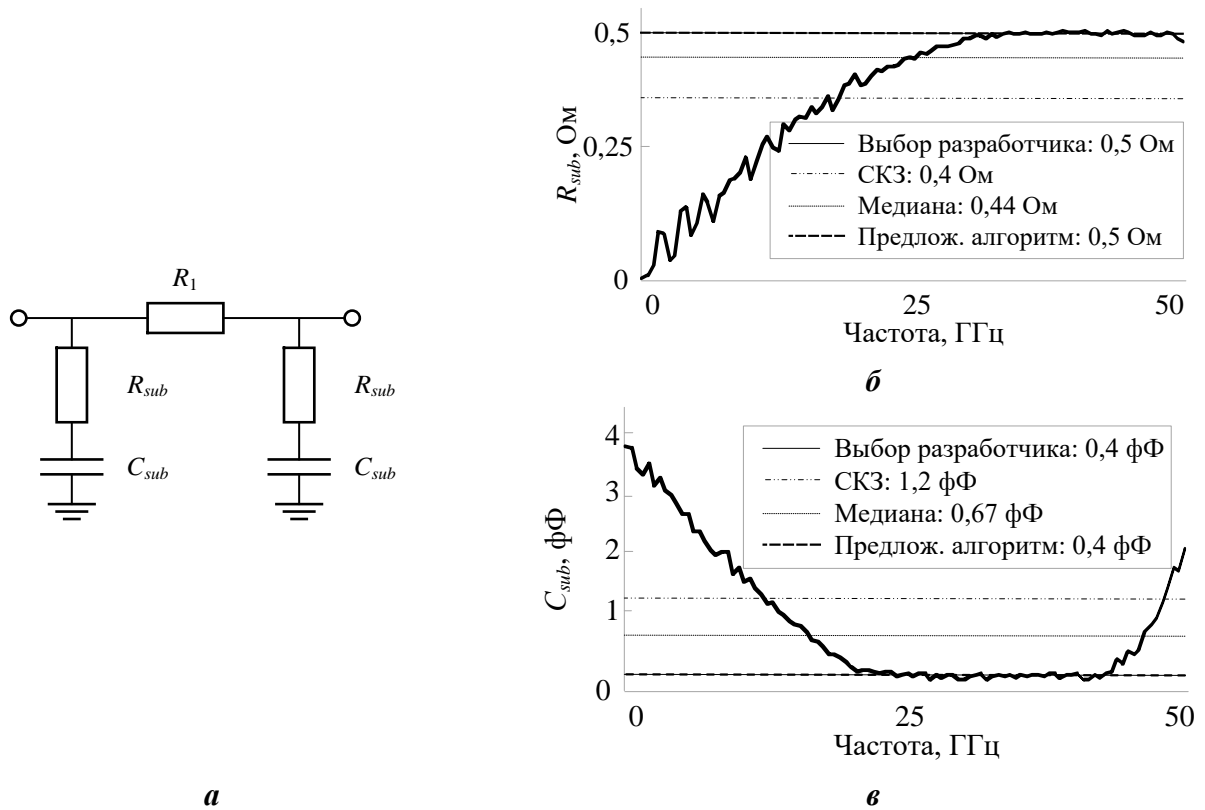 R1
Rsub
Rsub
Csub
Csub
а
Rsub, Ом
0,5
0,25
0
Выбор разработчика: 0,5 Ом
СКЗ: 0,4 Ом
Медиана: 0,44 Ом
Предлож. алгоритм: 0,5 Ом
0
25
50
Частота, ГГц
б
Csub, фФ
4
3
2
1
0
Выбор разработчика: 0,4 фФ
СКЗ: 1,2 фФ
Медиана: 0,67 фФ
Предлож. алгоритм: 0,4 фФ
0
25
50
Частота, ГГц
в